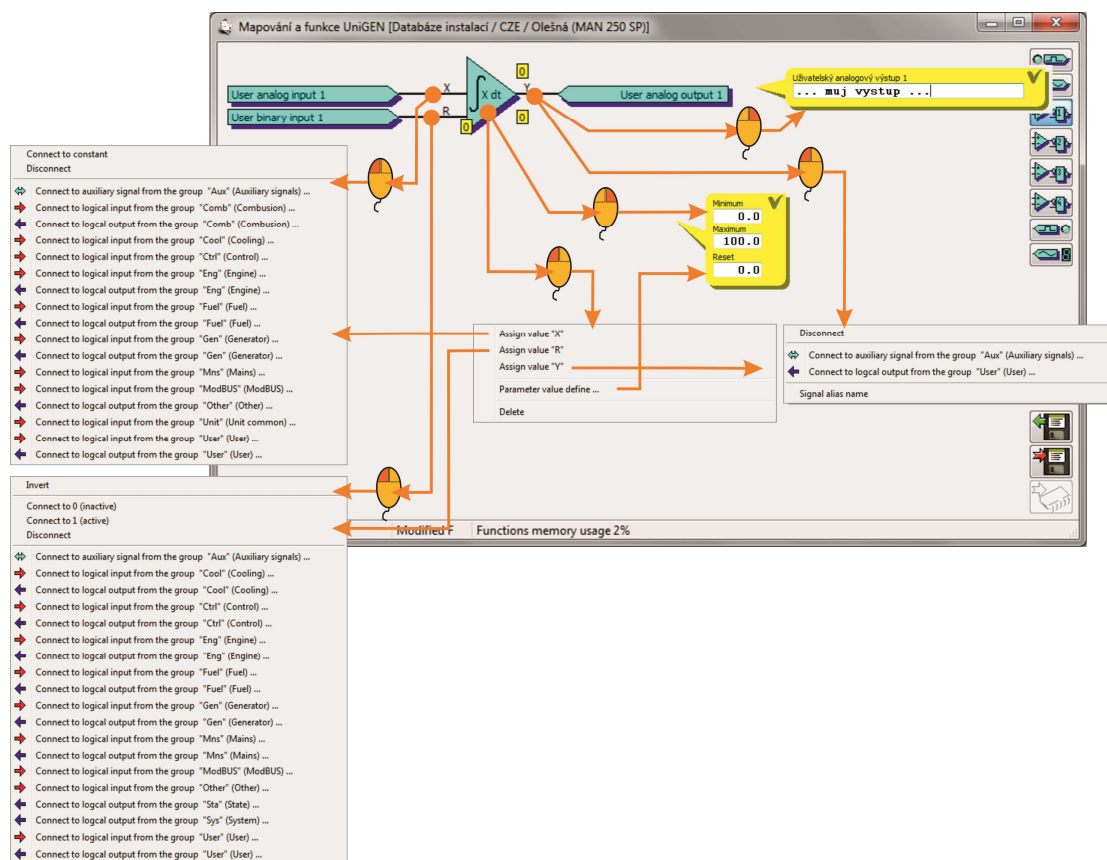 Mapování a funkce UniGEN [Databáze instalací / CZE / Olešná (MAN 250 SP)]
User analog input 1
User binary input 1
X
R
X dt
0
0
Y
0
User analog output 1
Uživatelský analogový výstup 1
... muj vystup ...
1
2
3
4
Minimum
0.0
Maximum
100.0
Reset
0.0
Connect to constant
Disconnect
Connect to auxiliary signal from the group "Aux" (Auxiliary signals) ...
Connect to logical input from the group "Comb" (Combusion) ...
Connect to logcal output from the group "Comb" (Combusion) ...
Connect to logical input from the group "Cool" (Cooling) ...
Connect to logical input from the group "Ctrl" (Control) ...
Connect to logical input from the group "Eng" (Engine) ...
Connect to logcal output from the group "Eng" (Engine) ...
Connect to logical input from the group "Fuel" (Fuel) ...
Connect to logcal output from the group "Fuel" (Fuel) ...
Connect to logical input from the group "Gen" (Generator) ...
Connect to logcal output from the group "Gen" (Generator) ...
Connect to logical input from the group "Mns" (Mains) ...
Connect to logical input from the group "ModBUS" (ModBUS) ...
Connect to logcal output from the group "Other" (Other) ...
Connect to logical input from the group "Unit" (Unit common) ...
Connect to logical input from the group "User" (User) ...
Connect to logcal output from the group "User" (User) ...
Assign value "X"
Assign value "R"
Assign value "Y"
Parameter value define ...
Delete
Disconnect
Connect to auxiliary signal from the group "Aux" (Auxiliary signals) ...
Connect to logcal output from the group "User" (User) ...
Signal alias name
Invert
Connect to 0 (inactive)
Connect to 1 (active)
Disconnect
Connect to auxiliary signal from the group "Aux" (Auxiliary signals) ...
Connect to logical input from the group "Cool" (Cooling) ...
Connect to logcal output from the group "Cool" (Cooling) ...
Connect to logical input from the group "Ctrl" (Control) ...
Connect to logcal output from the group "Ctrl" (Control) ...
Connect to logical input from the group "Eng" (Engine) ...
Connect to logcal output from the group "Eng" (Engine) ...
Connect to logical input from the group "Fuel" (Fuel) ...
Connect to logcal output from the group "Fuel" (Fuel) ...
Connect to logical input from the group "Gen" (Generator) ...
Connect to logcal output from the group "Gen" (Generator) ...
Connect to logical input from the group "Mns" (Mains) ...
Connect to logcal output from the group "Mns" (Mains) ...
Connect to logical input from the group "ModBUS" (ModBUS) ...
Connect to logical input from the group "Other" (Other) ...
Connect to logcal output from the group "Sta" (State) ...
Connect to logcal output from the group "Sys" (System) ...
Connect to logical input from the group "User" (User) ...
Connect to logcal output from the group "User" (User) ...
Modified F
Functions memory usage 2%